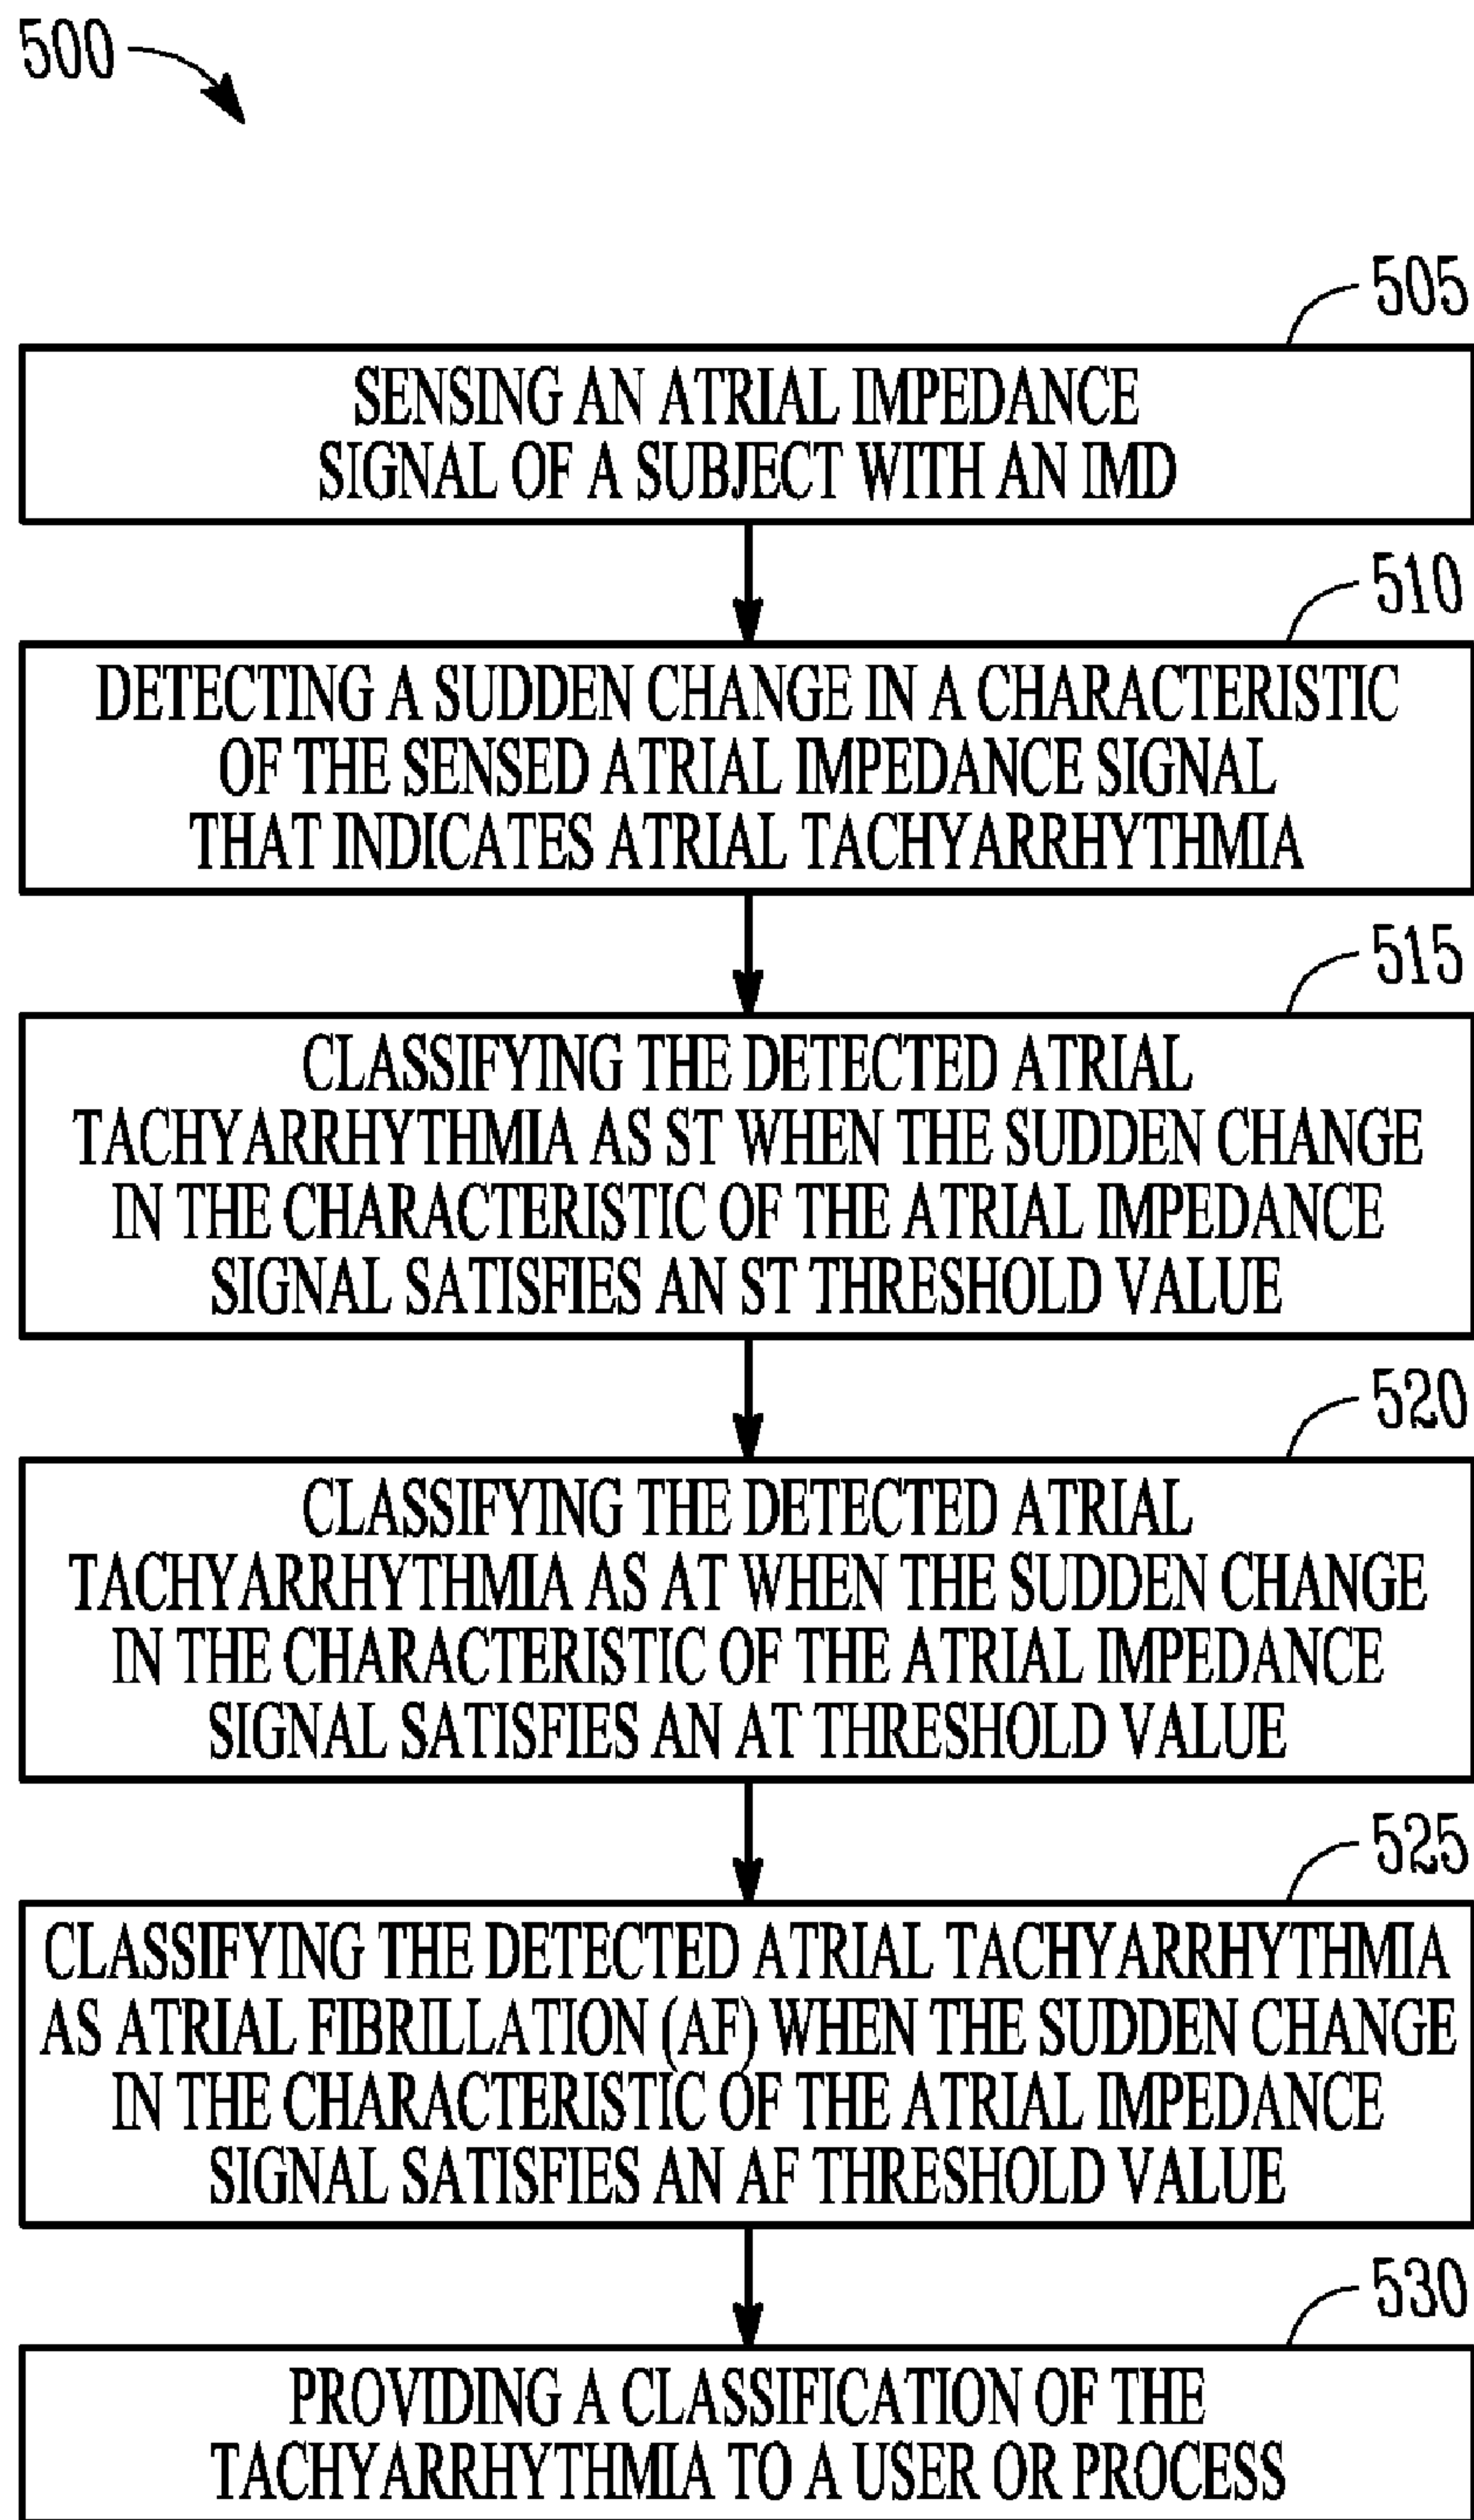 500
505
SENSING AN ATRIAL IMPEDANCE
SIGNAL OF A SUBJECT WITH AN IMD
510
DETECTING A SUDDEN CHANGE IN A CHARACTERISTIC
OF THE SENSED ATRIAL IMPEDANCE SIGNAL
THAT INDICATES ATRIAL TACHYARRHYTHMIA
515
CLASSIFYING THE DETECTED ATRIAL
TACHYARRHYTHMIA AS ST WHEN THE SUDDEN CHANGE
IN THE CHARACTERISTIC OF THE ATRIAL IMPEDANCE
SIGNAL SATISFIES AN ST THRESHOLD VALUE
520
CLASSIFYING THE DETECTED ATRIAL
TACHYARRHYTHMIA AS AT WHEN THE SUDDEN CHANGE
IN THE CHARACTERISTIC OF THE ATRIAL IMPEDANCE
SIGNAL SATISFIES AN AT THRESHOLD VALUE
525
CLASSIFYING THE DETECTED ATRIAL TACHYARRHYTHMIA
AS ATRIAL FIBRILLATION (AF) WHEN THE SUDDEN CHANGE
IN THE CHARACTERISTIC OF THE ATRIAL IMPEDANCE
SIGNAL SATISFIES AN AF THRESHOLD VALUE
530
PROVIDING A CLASSIFICATION OF THE
TACHYARRHYTHMIA TO A USER OR PROCESS